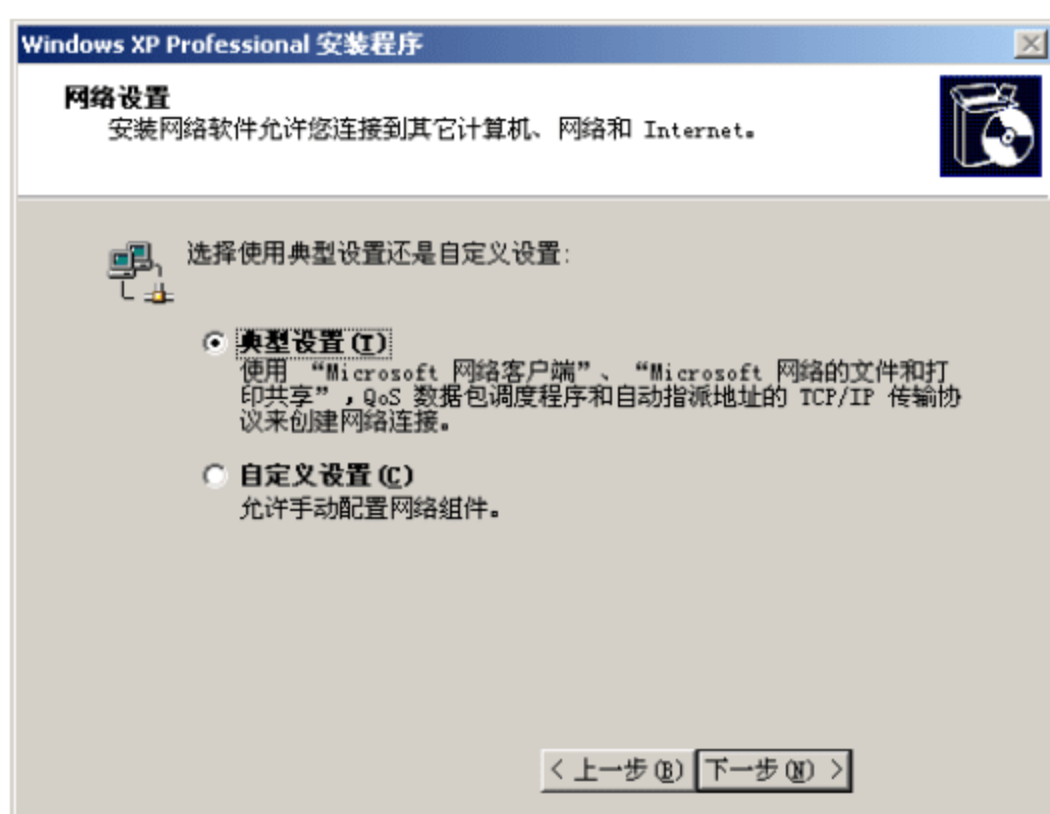 Windows XP Professional 安装程序
网络设置
安装网络软件允许您连接到其它计算机、网络和 Internet。
选择使用典型设置还是自定义设置:
典型设置(T)
使用 “Microsoft 网络客户端”、“Microsoft 网络的文件和打
印共享”,QoS 数据包调度程序和自动指派地址的 TCP/IP 传输协
议来创建网络连接。
自定义设置(C)
允许手动配置网络组件。
< 上一步(B) 下一步(N) >